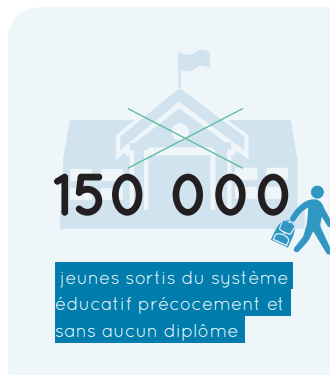 150 000
jeunes sortis du système
éducatif précocement et
sans aucun diplôme